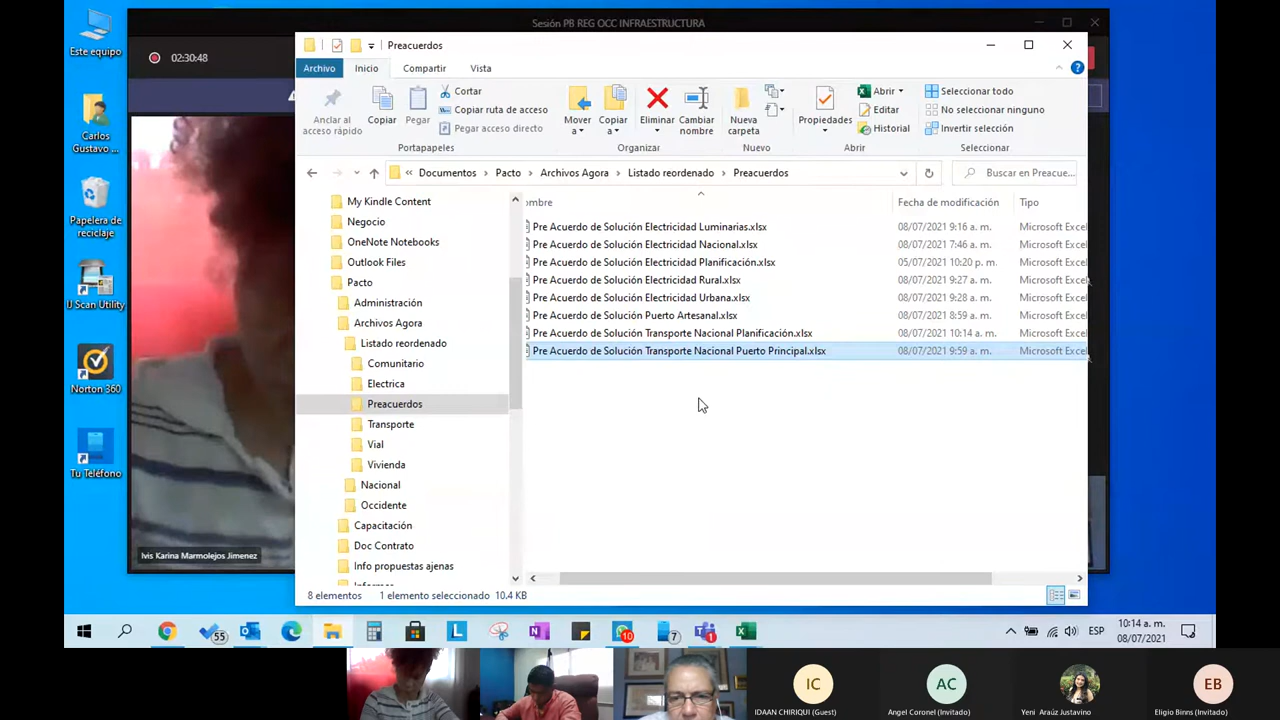 Sesión PB REG OCC INFRAESTRUCTURA
Este equipo
02:30:48
Preacuerdos
Archivo
Inicio
Compartir
Vista
Anclar al
acceso rápido
Copiar
Pegar
Cortar
Copiar ruta de acceso
Pegar acceso directo
Mover
a
Copiar
a
Eliminar
Cambiar
nombre
Nueva
carpeta
Propiedades
Abrir
Editar
Historial
Seleccionar todo
No seleccionar ninguno
Invertir selección
Portapapeles
Organizar
Nuevo
Abrir
Seleccionar
Carlos
Gustavo ...
Papelera de
reciclaje
U Scan Utility
Norton 360
Tu Teléfono
« Documentos > Pacto > Archivos Agora > Listado reordenado > Preacuerdos
Buscar en Preacue...
My Kindle Content
Negocio
OneNote Notebooks
Outlook Files
Pacto
Administración
Archivos Agora
Listado reordenado
Comunitario
Electrica
Preacuerdos
Transporte
Vial
Vivienda
Nacional
Occidente
Capacitación
Doc Contrato
Info propuestas ajenas
ombre Fecha de modificación Tipo
Pre Acuerdo de Solución Electricidad Luminarias.xlsx 08/07/2021 9:16 a. m. Microsoft Excel
Pre Acuerdo de Solución Electricidad Nacional.xlsx 08/07/2021 7:46 a. m. Microsoft Excel
Pre Acuerdo de Solución Electricidad Planificación.xlsx 05/07/2021 10:20 p. m. Microsoft Excel
Pre Acuerdo de Solución Electricidad Rural.xlsx 08/07/2021 9:27 a. m. Microsoft Excel
Pre Acuerdo de Solución Electricidad Urbana.xlsx 08/07/2021 9:28 a. m. Microsoft Excel
Pre Acuerdo de Solución Puerto Artesanal.xlsx 08/07/2021 8:59 a. m. Microsoft Excel
Pre Acuerdo de Solución Transporte Nacional Planificación.xlsx 08/07/2021 10:14 a. m. Microsoft Excel
Pre Acuerdo de Solución Transporte Nacional Puerto Principal.xlsx 08/07/2021 9:59 a. m. Microsoft Excel
Ivis Karina Marmolejos Jimenez
8 elementos 1 elemento seleccionado 10.4 KB
55
10
7
1
ESP
10:14 a. m.
08/07/2021
IC
IDAAN CHIRIQUI (Guest)
AC
Angel Coronel (Invitado)
Yeni Araúz Justavino
EB
Eligio Binns (Invitado)